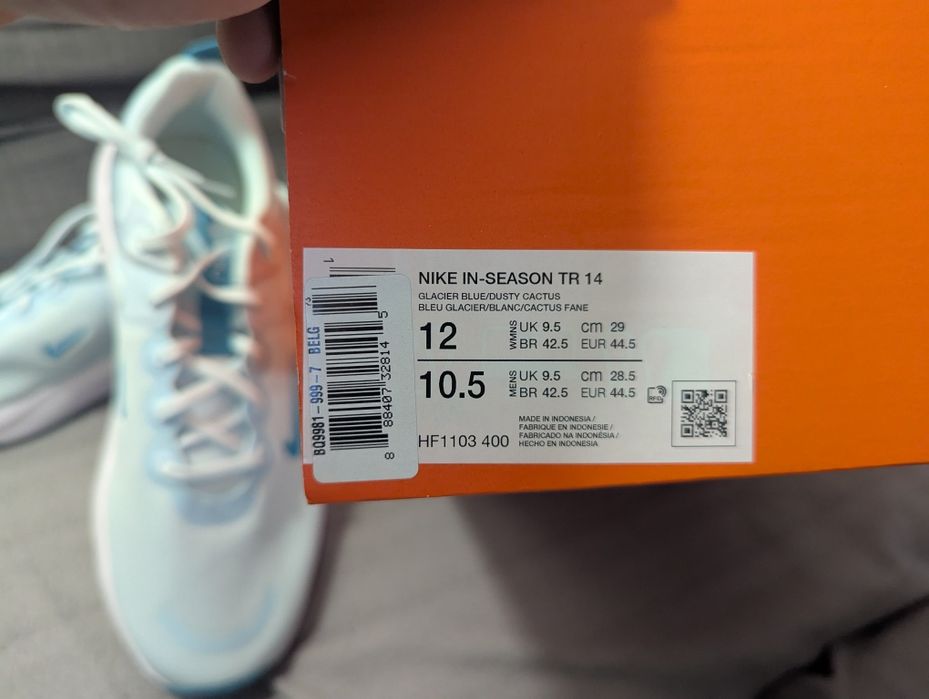 NIKE IN-SEASON TR 14
GLACIER BLUE/DUSTY CACTUS
BLEU GLACIER/BLANC/CACTUS FANE
12 WMNS UK 9.5 CM 29
BR 42.5 EUR 44.5
10.5 MENS UK 9.5 CM 28.5
BR 42.5 EUR 44.5
RFID
MADE IN INDONESIA /
FABRIQUE EN INDONESIE /
FABRICADO NA INDONÉSIA /
HECHO EN INDONESIA
HF1103 400
BQ9981-999-7 BELG
8 88407 32814 5
1